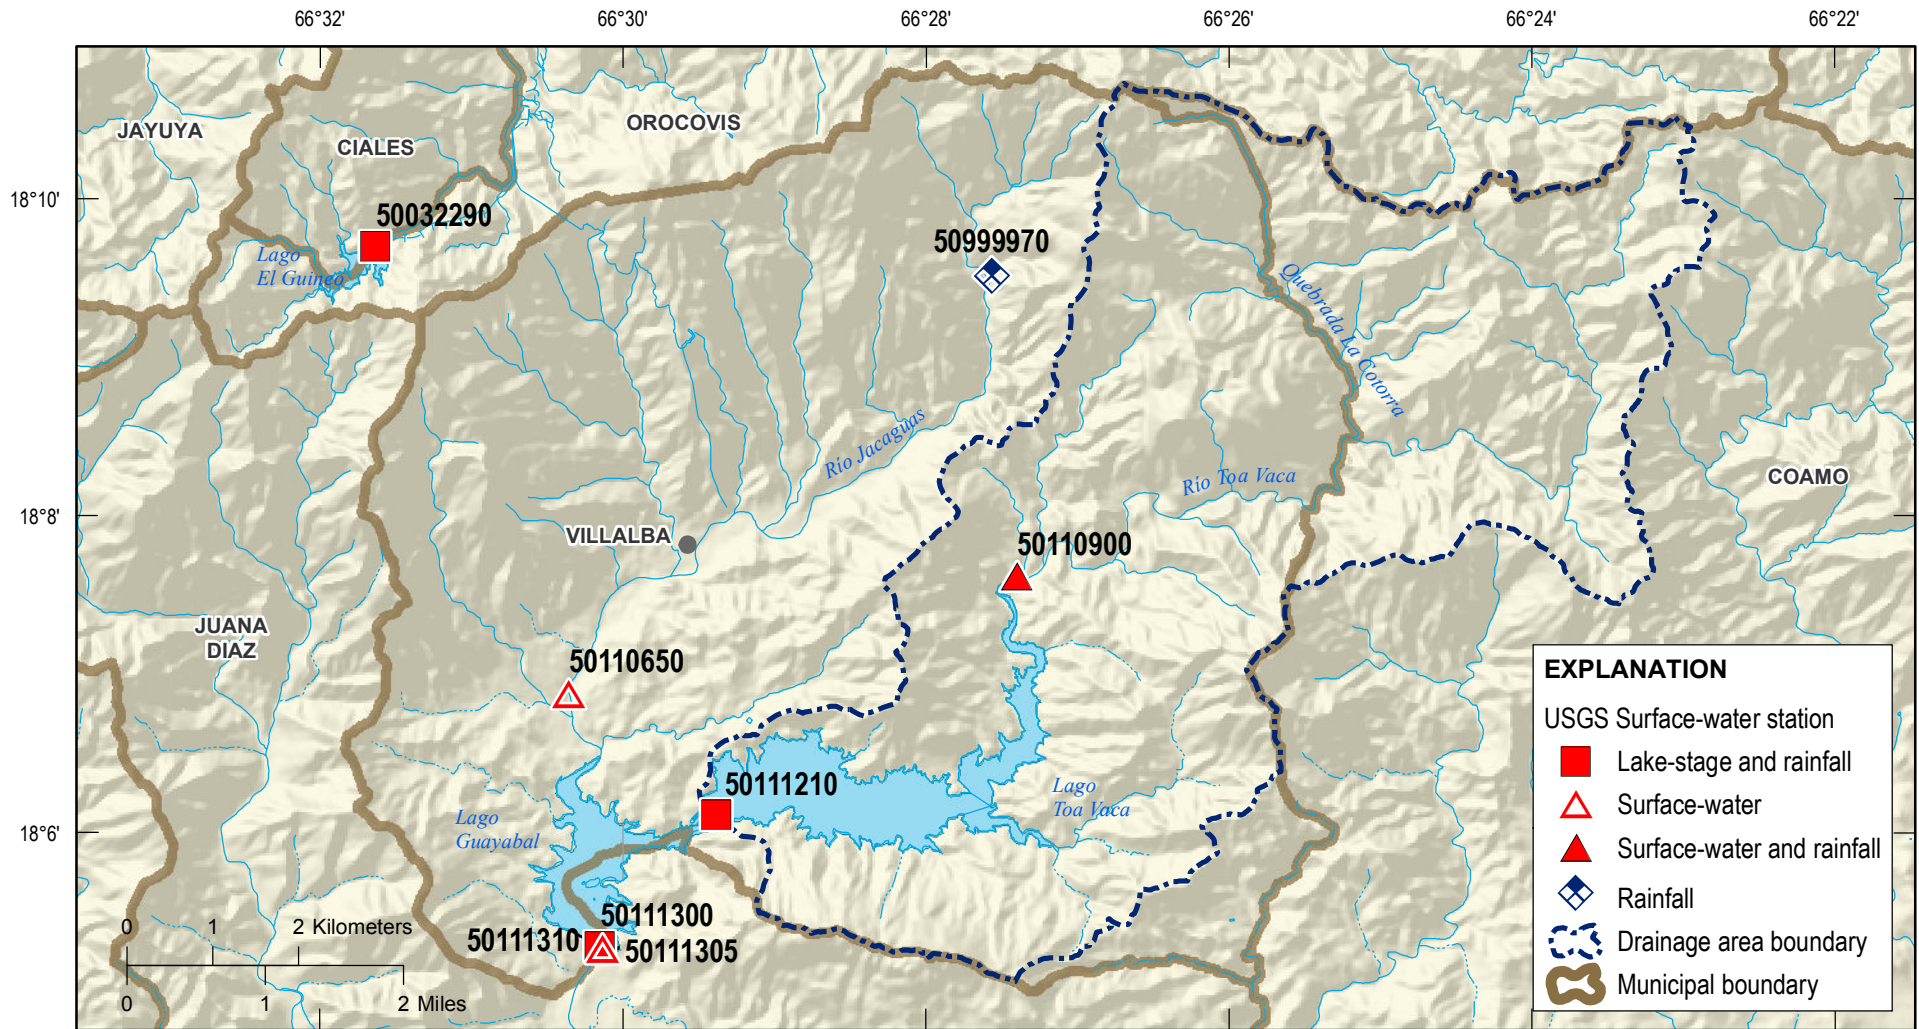 66°32'
66°30'
66°28'
66°26'
66°24'
66°22'
JAYUYA
CIALES
OROCOVIS
18°10'
50032290
Lago
El Guineo
50999970
Quebrada La Cotorra
Río Jacaguas
Río Toa Vaca
COAMO
18°8'
VILLALBA
50110900
JUANA
DIAZ
50110650
50111210
Lago
Toa Vaca
Lago
Guayabal
18°6'
50111300
50111310
50111305
0 1 2 Kilometers
0 1 2 Miles
EXPLANATION
USGS Surface-water station
Lake-stage and rainfall
Surface-water
Surface-water and rainfall
Rainfall
Drainage area boundary
Municipal boundary